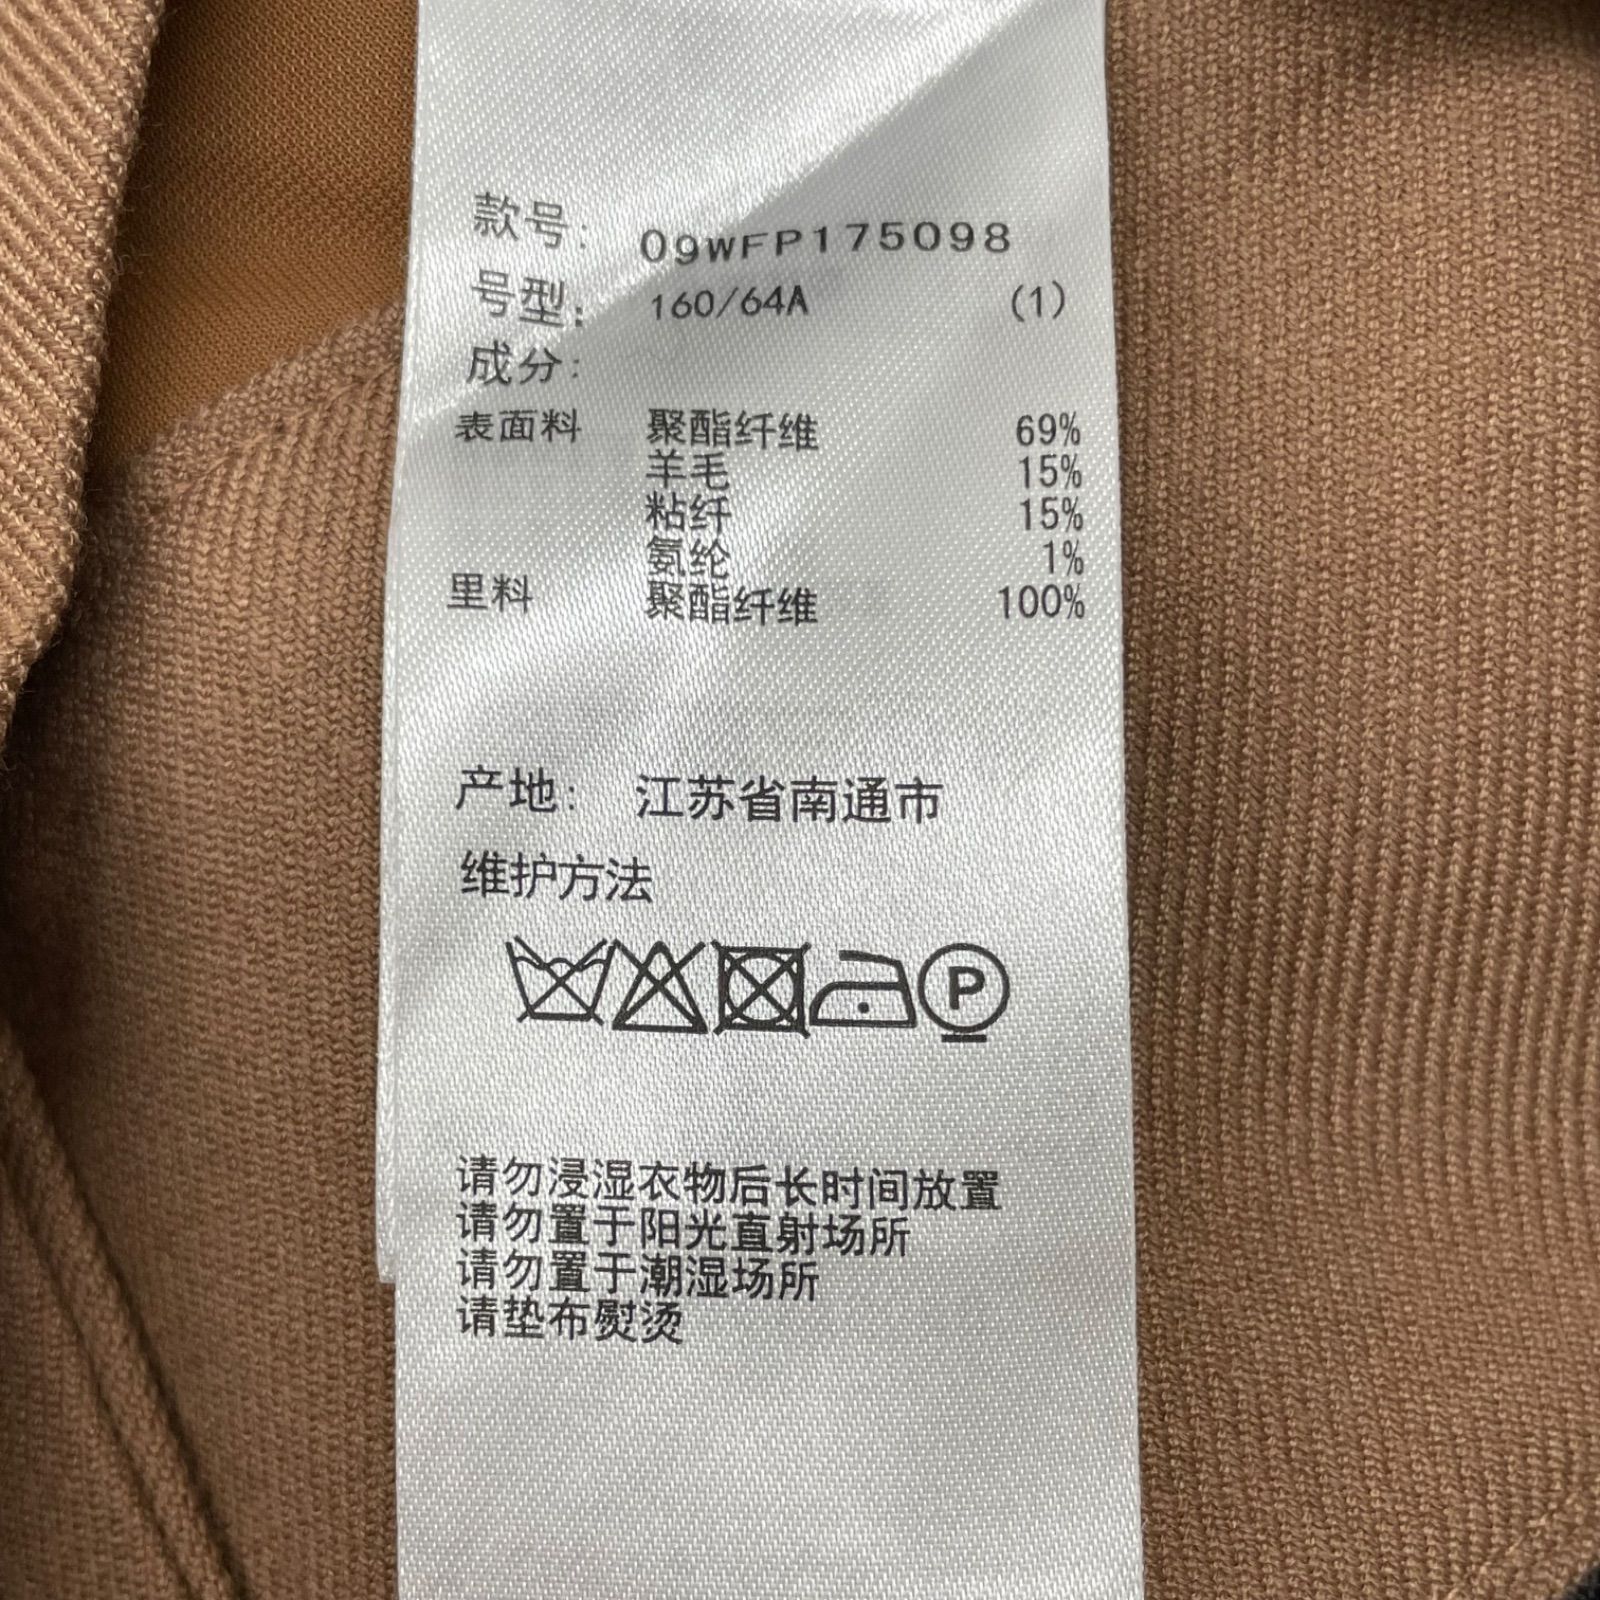 款号: 09WFP175098
号型: 160/64A (1)
成分:
表面料 聚酯纤维 69%
羊毛 15%
粘纤 15%
氨纶 1%
里料 聚酯纤维 100%
产地: 江苏省南通市
维护方法
P
请勿浸湿衣物后长时间放置
请勿置于阳光直射场所
请勿置于潮湿场所
请垫布熨烫